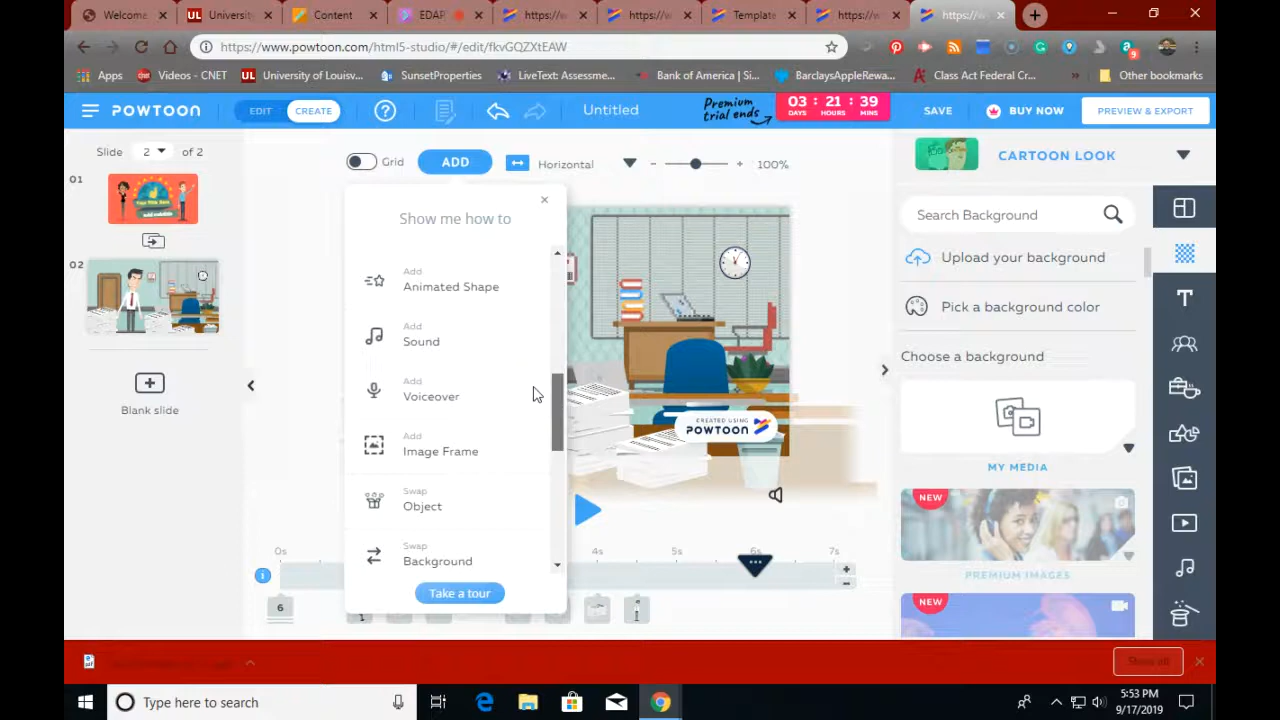 Welcome
University
Content
EDAP
https://w
https://w
Template
https://w
https://w
https://www.powtoon.com/html5-studio/#/edit/fkvGQZXtEAW
9
Apps
Videos - CNET
University of Louisv...
SunsetProperties
LiveText: Assessme...
Bank of America | Su...
BarclaysAppleRewa...
Class Act Federal Cr...
»
Other bookmarks
POWTOON
EDIT
CREATE
Untitled
Premium
trial ends
03 : 21 : 39
DAYS HOURS MINS
SAVE
BUY NOW
PREVIEW & EXPORT
Slide 2 of 2
Grid
ADD
Horizontal
- + 100%
CARTOON LOOK
01
02
Blank slide
Show me how to
Add
Animated Shape
Add
Sound
Add
Voiceover
Add
Image Frame
Swap
Object
Swap
Background
Take a tour
CREATED USING
POWTOON
0s
4s
5s
6s
7s
6
1
Search Background
Upload your background
Pick a background color
Choose a background
MY MEDIA
NEW
PREMIUM IMAGES
NEW
Show all
Type here to search
5:53 PM
9/17/2019